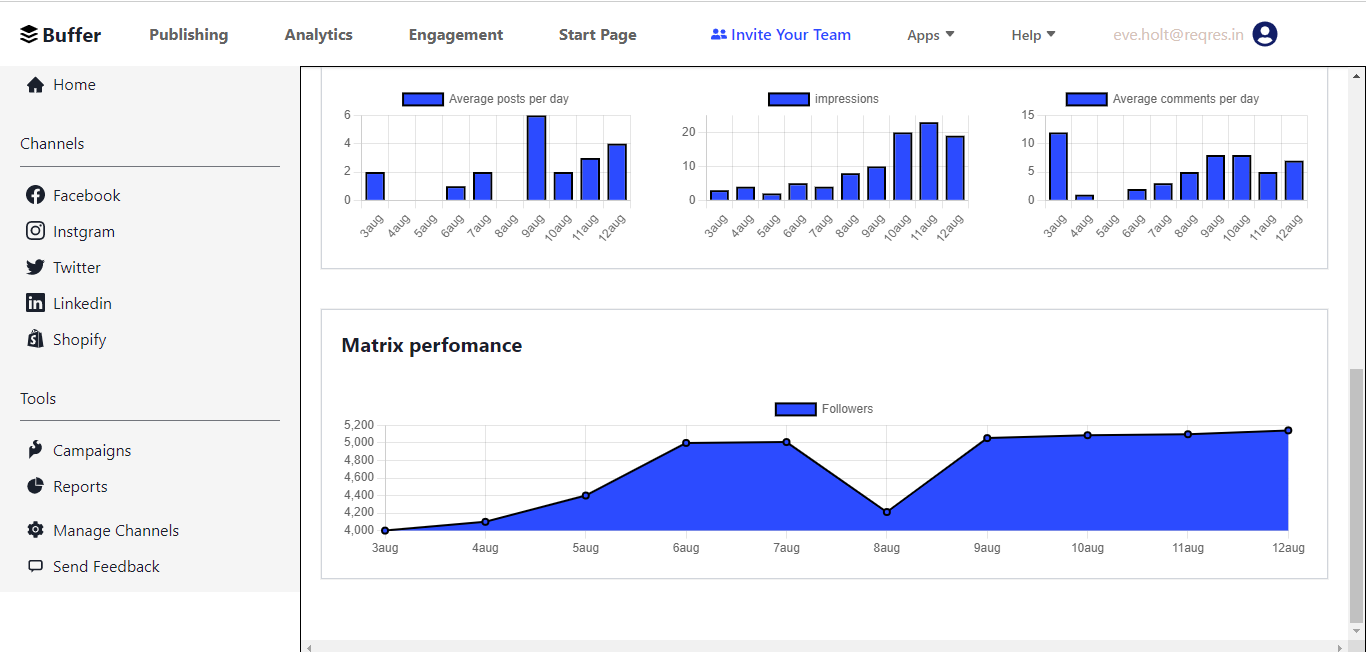 Buffer Publishing Analytics Engagement Start Page Invite Your Team Apps Help eve.holt@reqres.in
Home
Channels
Facebook
Instgram
Twitter
Linkedin
Shopify
Tools
Campaigns
Reports
Manage Channels
Send Feedback
Average posts per day
6
4
2
0
3aug 4aug 5aug 6aug 7aug 8aug 9aug 10aug 11aug 12aug
impressions
20
10
0
3aug 4aug 5aug 6aug 7aug 8aug 9aug 10aug 11aug 12aug
Average comments per day
15
10
5
0
3aug 4aug 5aug 6aug 7aug 8aug 9aug 10aug 11aug 12aug
Matrix perfomance
Followers
5,200
5,000
4,800
4,600
4,400
4,200
4,000
3aug 4aug 5aug 6aug 7aug 8aug 9aug 10aug 11aug 12aug